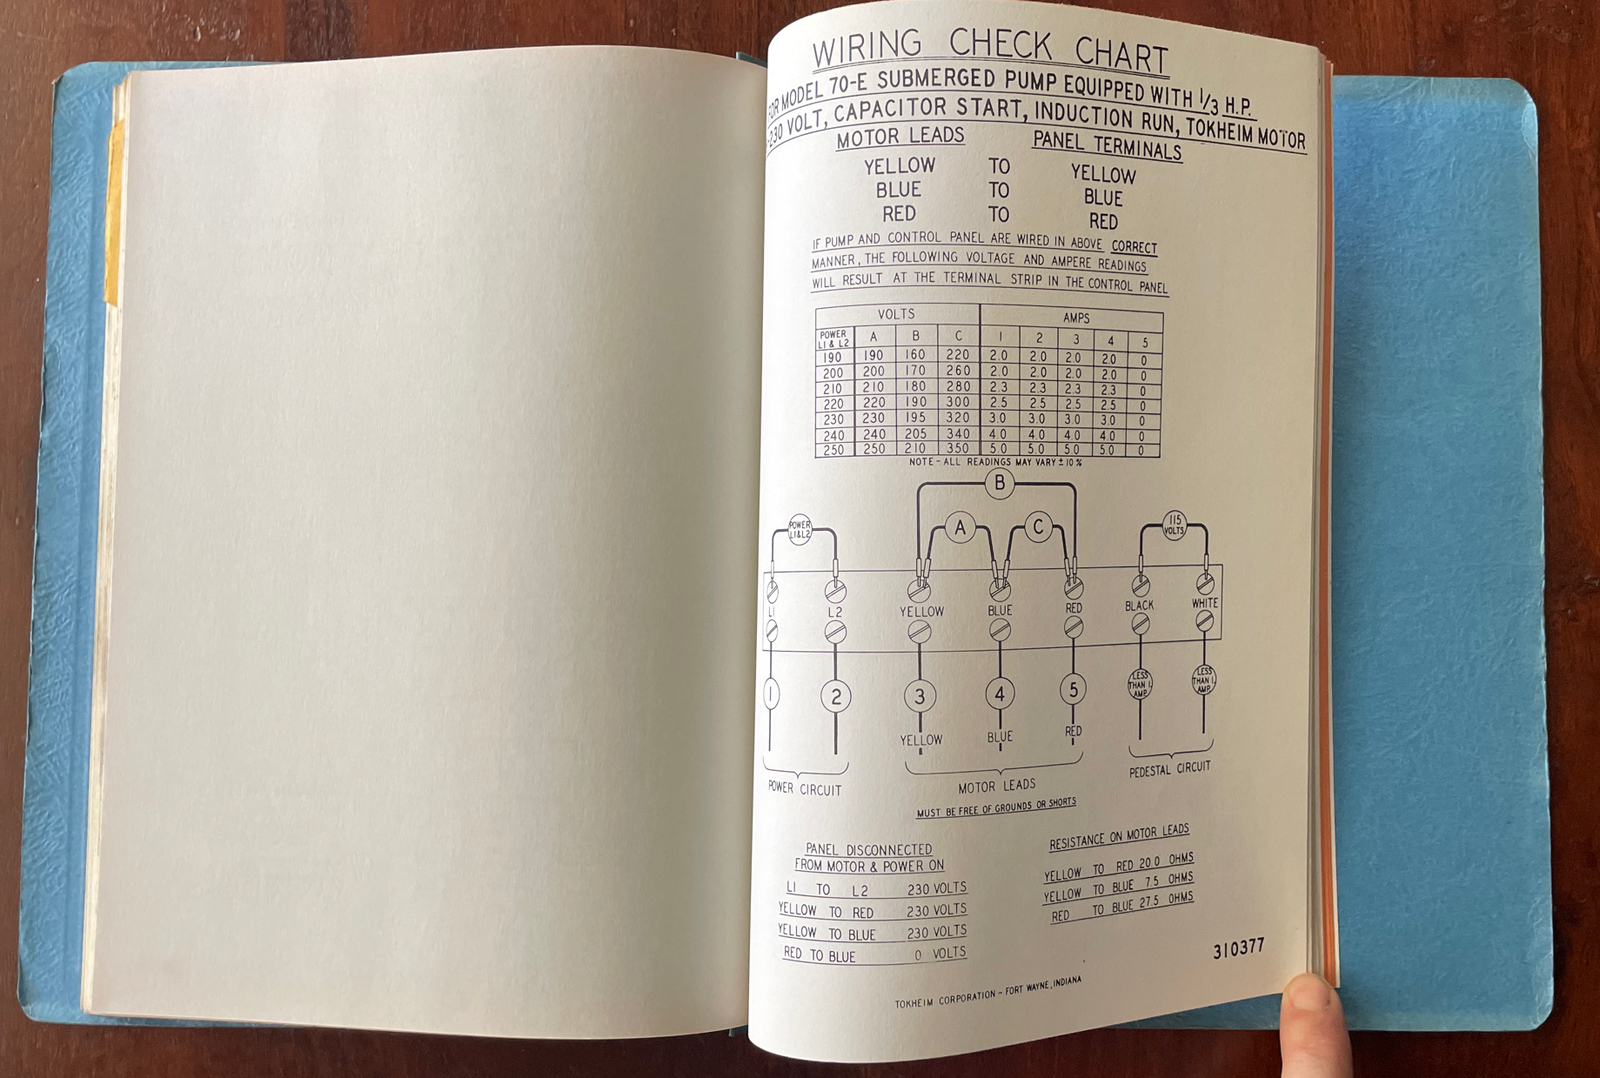 WIRING CHECK CHART
FOR MODEL 70-E SUBMERGED PUMP EQUIPPED WITH 1/3 H.P.
230 VOLT, CAPACITOR START, INDUCTION RUN, TOKHEIM MOTOR
MOTOR LEADS PANEL TERMINALS
YELLOW TO YELLOW
BLUE TO BLUE
RED TO RED
IF PUMP AND CONTROL PANEL ARE WIRED IN ABOVE CORRECT
MANNER, THE FOLLOWING VOLTAGE AND AMPERE READINGS
WILL RESULT AT THE TERMINAL STRIP IN THE CONTROL PANEL
VOLTS AMPS
POWER
L1 & L2 A B C 1 2 3 4 5
190 190 160 220 2.0 2.0 2.0 2.0 0
200 200 170 260 2.0 2.0 2.0 2.0 0
210 210 180 280 2.3 2.3 2.3 2.3 0
220 220 190 300 2.5 2.5 2.5 2.5 0
230 230 195 320 3.0 3.0 3.0 3.0 0
240 240 205 340 4.0 4.0 4.0 4.0 0
250 250 210 350 5.0 5.0 5.0 5.0 0
NOTE - ALL READINGS MAY VARY ± 10 %
B
POWER
L1&L2
A C
115
VOLTS
L1 L2 YELLOW BLUE RED BLACK WHITE
1 2 3 4 5
LESS
THAN 1
AMP.
LESS
THAN 1
AMP.
YELLOW BLUE RED
POWER CIRCUIT MOTOR LEADS PEDESTAL CIRCUIT
MUST BE FREE OF GROUNDS OR SHORTS
PANEL DISCONNECTED
FROM MOTOR & POWER ON
L1 TO L2 230 VOLTS
YELLOW TO RED 230 VOLTS
YELLOW TO BLUE 230 VOLTS
RED TO BLUE 0 VOLTS
RESISTANCE ON MOTOR LEADS
YELLOW TO RED 20.0 OHMS
YELLOW TO BLUE 7.5 OHMS
RED TO BLUE 27.5 OHMS
310377
TOKHEIM CORPORATION - FORT WAYNE, INDIANA